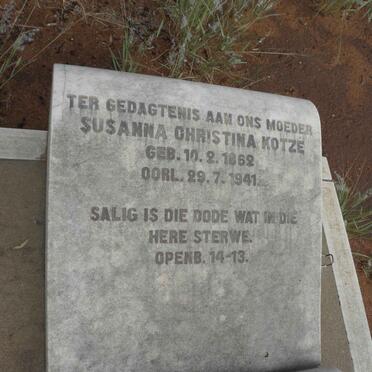 TER GEDAGTENIS AAN ONS MOEDER
SUSANNA CHRISTINA KOTZE
GEB. 10.2.1862
OORL. 29.7.1941.
SALIG IS DIE DODE WAT IN DIE
HERE STERWE.
OPENB. 14-13.